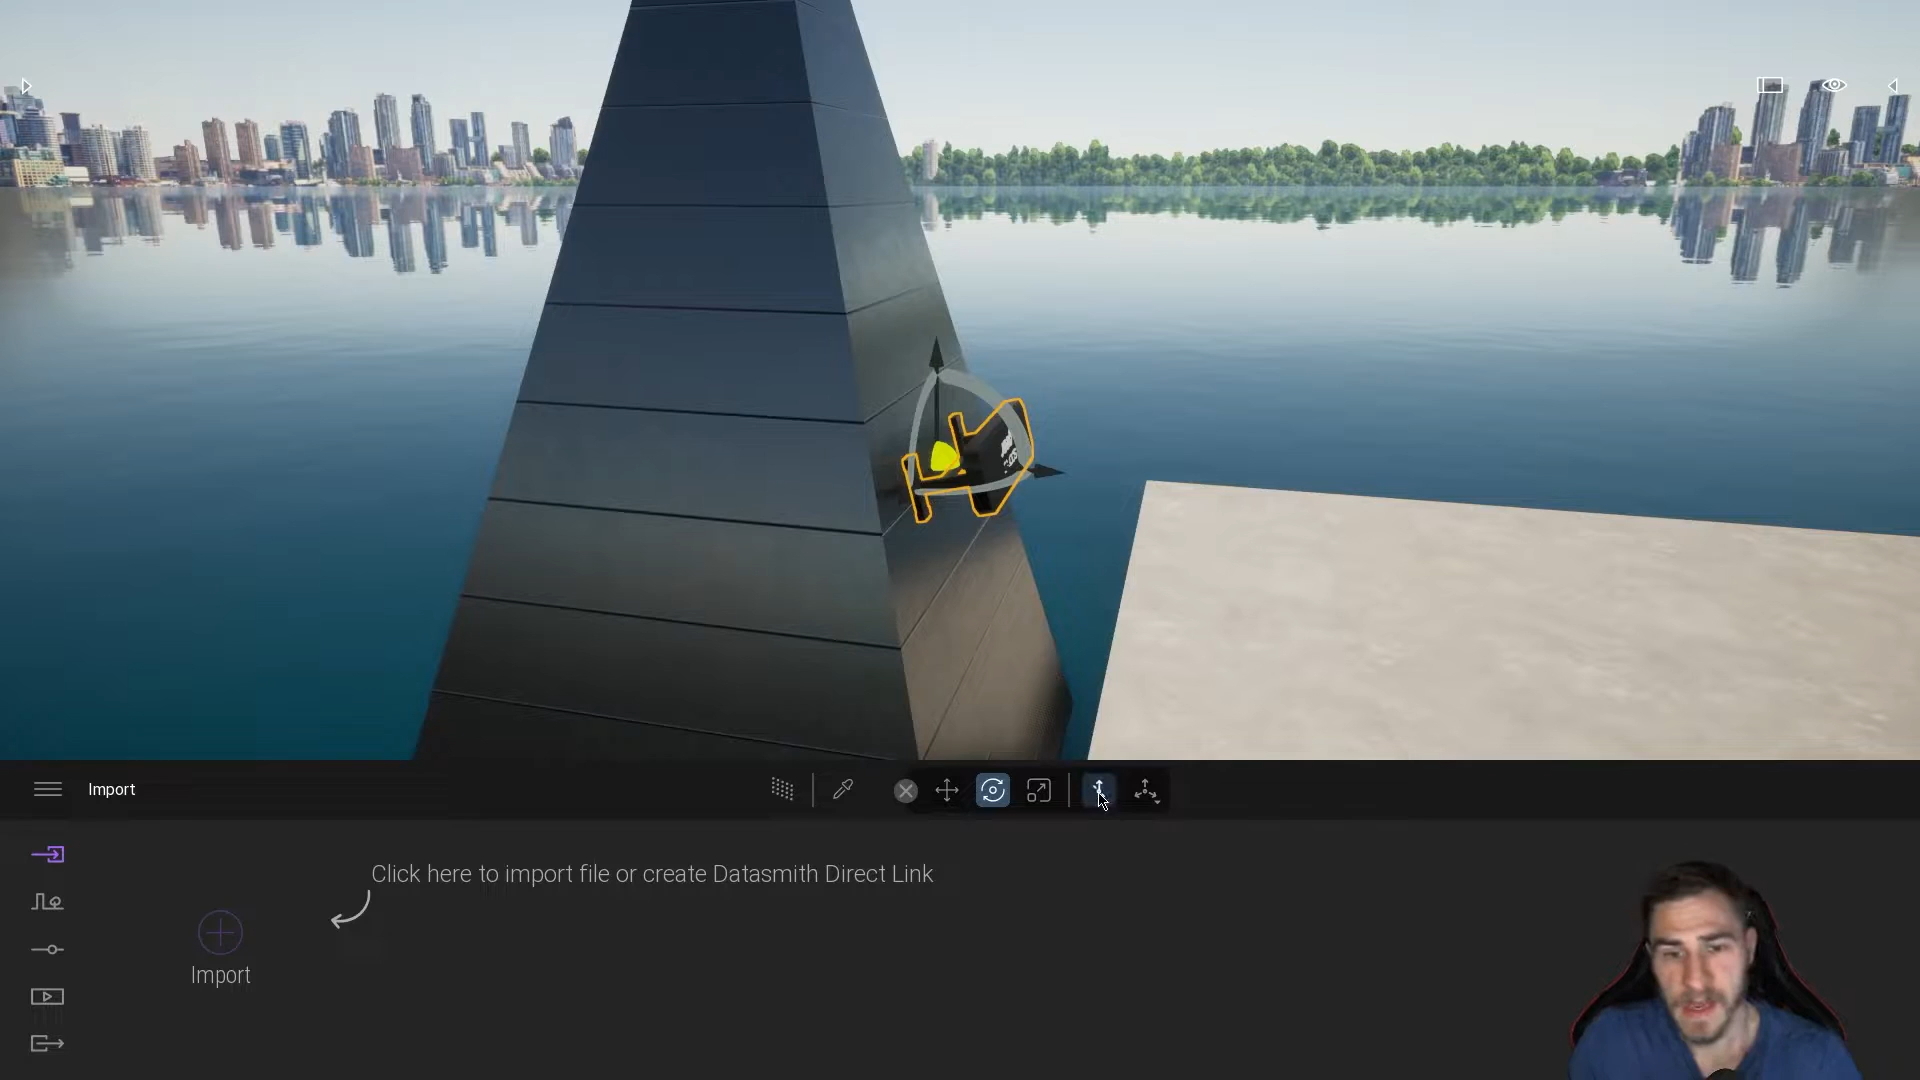 Import
Click here to import file or create Datasmith Direct Link
Import